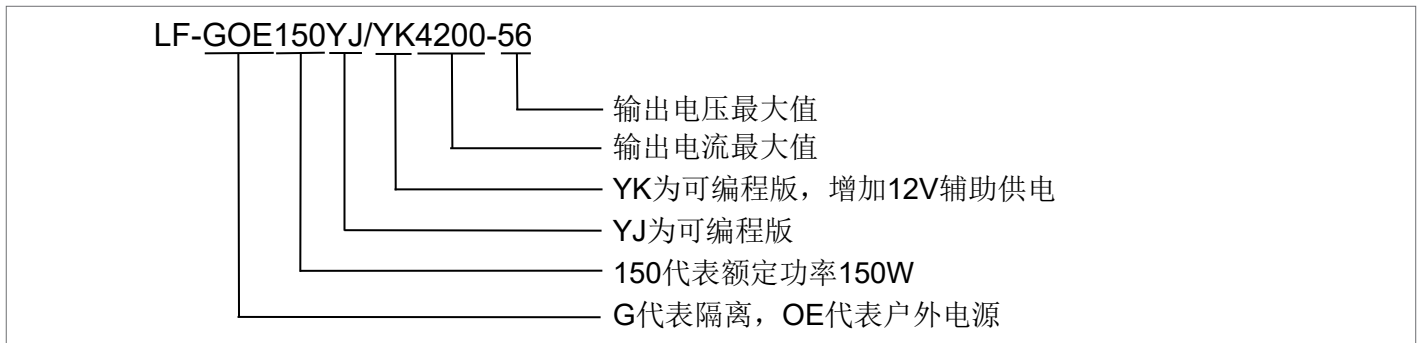 LF-GOE150YJ/YK4200-56
输出电压最大值
输出电流最大值
YK为可编程版，增加12V辅助供电
YJ为可编程版
150代表额定功率150W
G代表隔离，OE代表户外电源